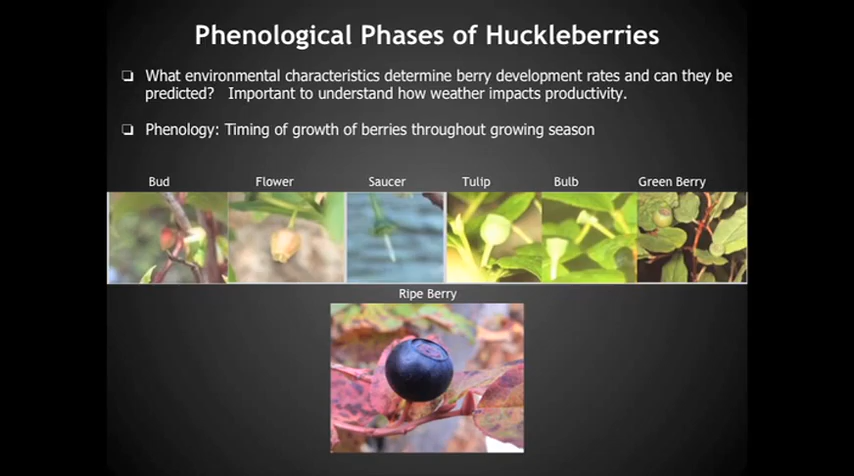 Phenological Phases of Huckleberries
❑ What environmental characteristics determine berry development rates and can they be
predicted? Important to understand how weather impacts productivity.
❑ Phenology: Timing of growth of berries throughout growing season
Bud Flower Saucer Tulip Bulb Green Berry
Ripe Berry